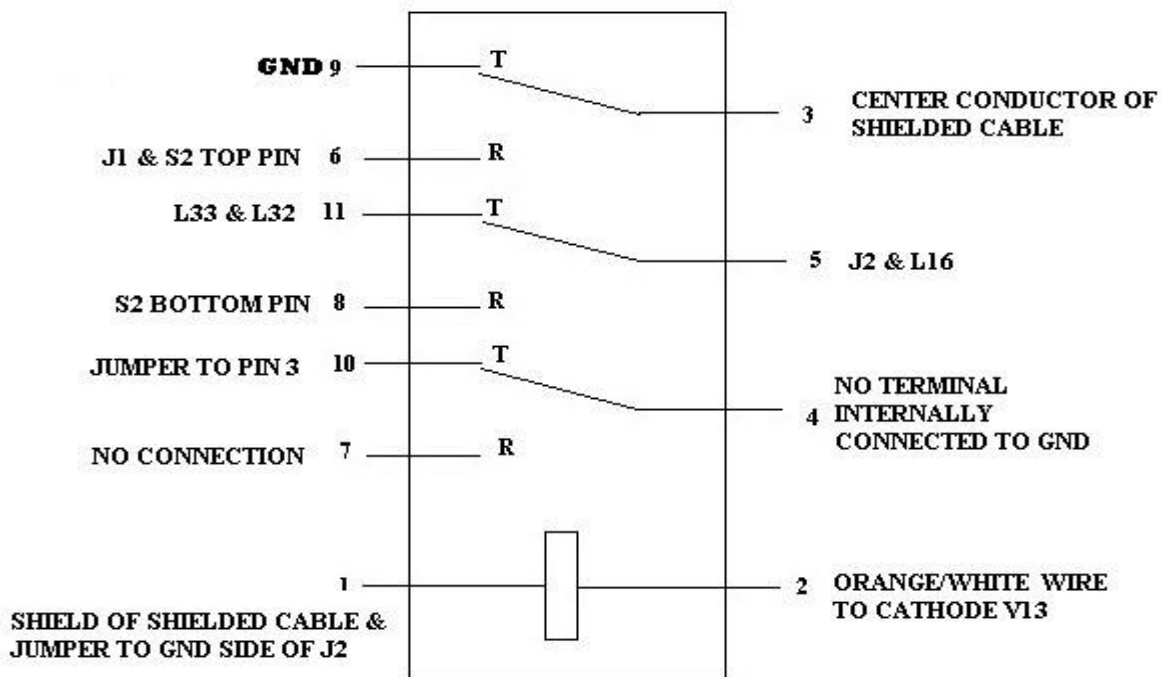 GND 9
T
3
CENTER CONDUCTOR OF
SHIELDED CABLE
J1 & S2 TOP PIN 6
R
L33 & L32 11
T
5 J2 & L16
S2 BOTTOM PIN 8
R
JUMPER TO PIN 3 10
T
4
NO TERMINAL
INTERNALLY
CONNECTED TO GND
NO CONNECTION 7
R
1
SHIELD OF SHIELDED CABLE &
JUMPER TO GND SIDE OF J2
2
ORANGE/WHITE WIRE
TO CATHODE V13